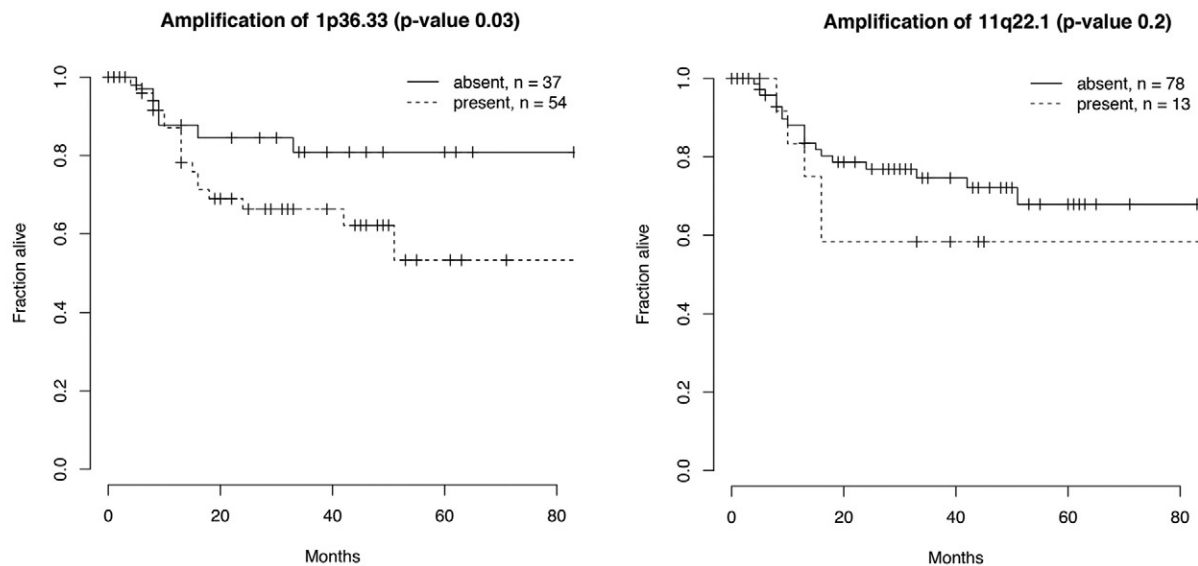 Amplification of 1p36.33 (p-value 0.03)
1.0
0.8
0.6
0.4
0.2
0.0
Fraction alive
absent, n = 37
present, n = 54
0
20
40
60
80
Months
Amplification of 11q22.1 (p-value 0.2)
1.0
0.8
0.6
0.4
0.2
0.0
Fraction alive
absent, n = 78
present, n = 13
0
20
40
60
80
Months